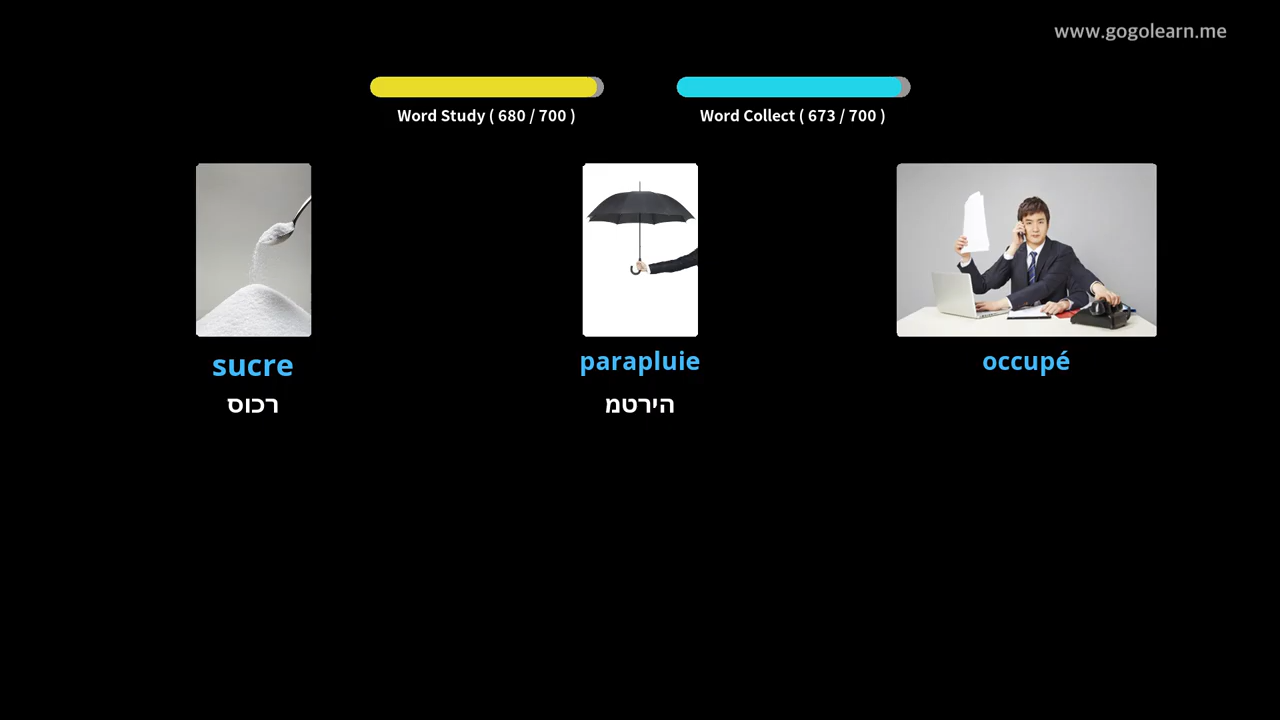 www.gogolearn.me
Word Study ( 680 / 700 )
Word Collect ( 673 / 700 )
sucre
רכוס
parapluie
הירטמ
occupé